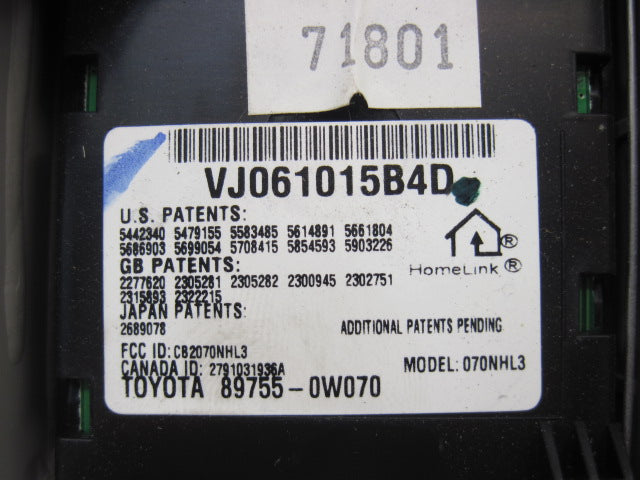 71801
VJ061015B4D
U.S. PATENTS:
5442340 5479155 5583485 5614891 5661804
5686903 5699054 5708415 5854593 5903226
GB PATENTS:
2277620 2305281 2305282 2300945 2302751
2315893 2322215
JAPAN PATENTS:
2689078
HomeLink®
®
ADDITIONAL PATENTS PENDING
FCC ID: CB2070NHL3
CANADA ID: 2791031936A
MODEL: 070NHL3
TOYOTA 89755-0W070